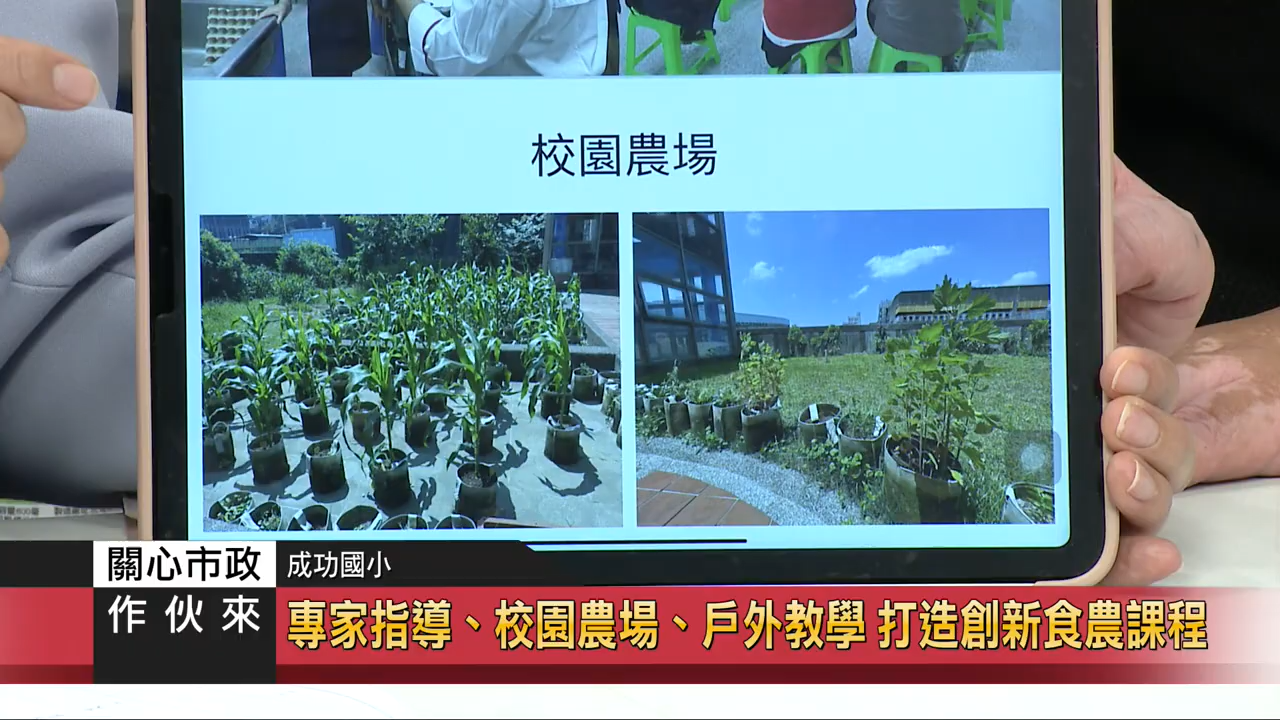 校園農場
關心市政
作伙來
成功國小
專家指導、校園農場、戶外教學 打造創新食農課程